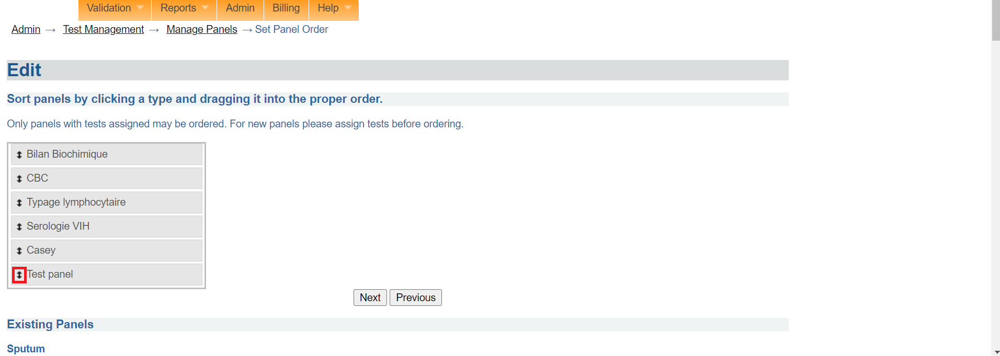 Validation Reports Admin Billing Help
Admin → Test Management → Manage Panels → Set Panel Order
Edit
Sort panels by clicking a type and dragging it into the proper order.
Only panels with tests assigned may be ordered. For new panels please assign tests before ordering.
Bilan Biochimique
CBC
Typage lymphocytaire
Serologie VIH
Casey
Test panel
Next Previous
Existing Panels
Sputum